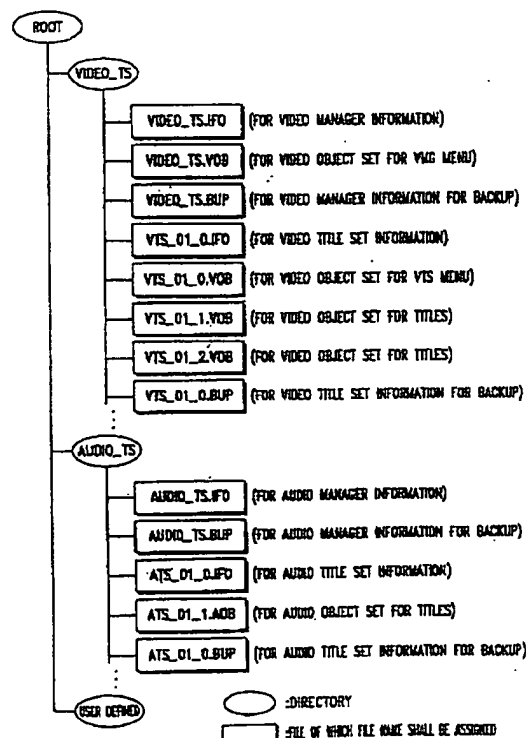 ROOT
VIDEO_TS
VIDEO_TS.IFO (FOR VIDEO MANAGER INFORMATION)
VIDEO_TS.VOB (FOR VIDEO OBJECT SET FOR VMG MENU)
VIDEO_TS.BUP (FOR VIDEO MANAGER INFORMATION FOR BACKUP)
VTS_01_0.IFO (FOR VIDEO TITLE SET INFORMATION)
VTS_01_0.VOB (FOR VIDEO OBJECT SET FOR VTS MENU)
VTS_01_1.VOB (FOR VIDEO OBJECT SET FOR TITLES)
VTS_01_2.VOB (FOR VIDEO OBJECT SET FOR TITLES)
VTS_01_0.BUP (FOR VIDEO TITLE SET INFORMATION FOR BACKUP)
AUDIO_TS
AUDIO_TS.IFO (FOR AUDIO MANAGER INFORMATION)
AUDIO_TS.BUP (FOR AUDIO MANAGER INFORMATION FOR BACKUP)
ATS_01_0.IFO (FOR AUDIO TITLE SET INFORMATION)
ATS_01_1.AOB (FOR AUDIO OBJECT SET FOR TITLES)
ATS_01_0.BUP (FOR AUDIO TITLE SET INFORMATION FOR BACKUP)
USER DEFINED
:DIRECTORY
:FILE OF WHICH FILE NAME SHALL BE ASSIGNED